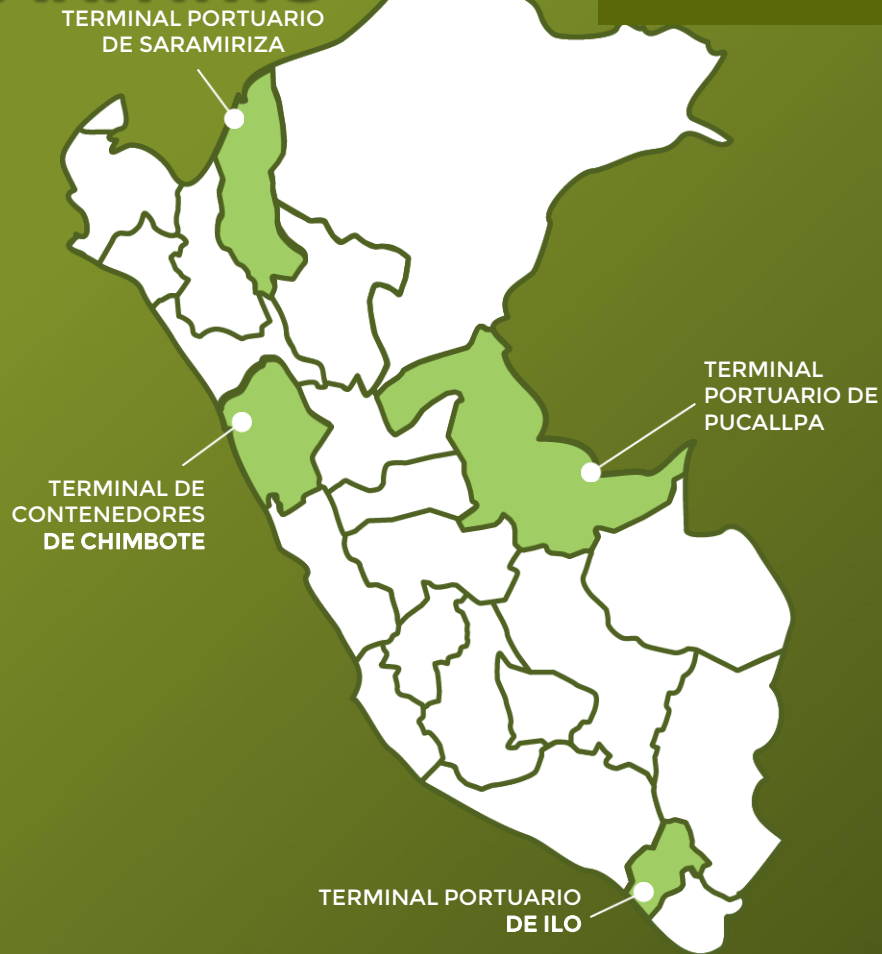 TERMINAL PORTUARIO
DE SARAMIRIZA
TERMINAL
PORTUARIO DE
PUCALLPA
TERMINAL DE
CONTENEDORES
DE CHIMBOTE
TERMINAL PORTUARIO
DE ILO